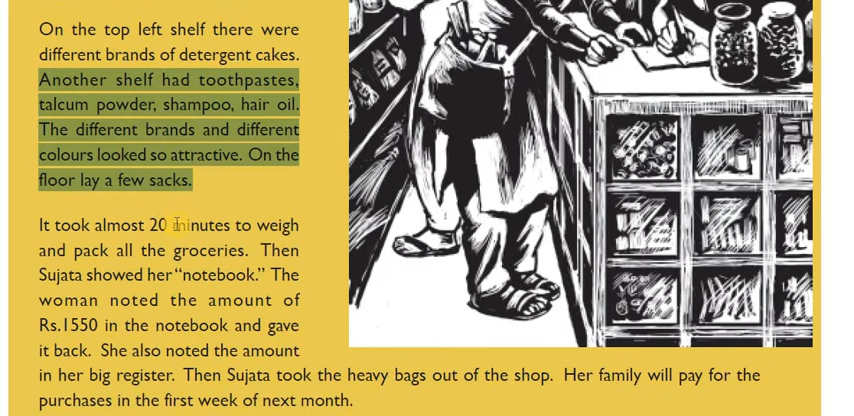 On the top left shelf there were
different brands of detergent cakes.
Another shelf had toothpastes,
talcum powder, shampoo, hair oil.
The different brands and different
colours looked so attractive. On the
floor lay a few sacks.
It took almost 20 minutes to weigh
and pack all the groceries. Then
Sujata showed her “notebook.” The
woman noted the amount of
Rs.1550 in the notebook and gave
it back. She also noted the amount
in her big register. Then Sujata took the heavy bags out of the shop. Her family will pay for the
purchases in the first week of next month.